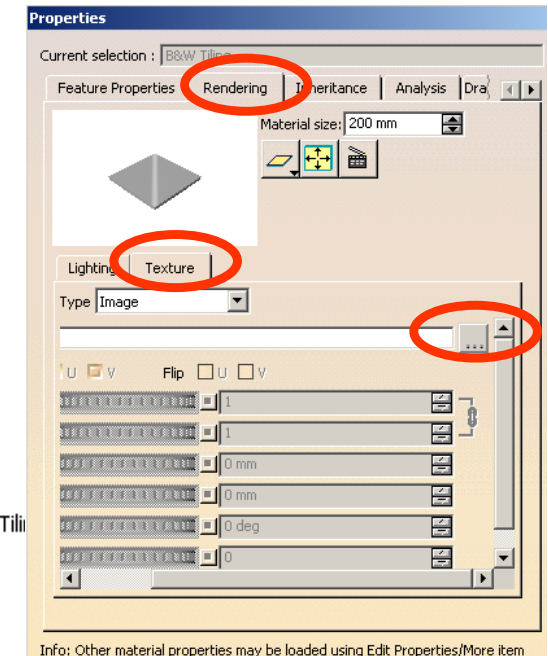 Properties
Current selection : B&W Tiling
Feature Properties Rendering Inheritance Analysis Dra
Material size: 200 mm
Lighting Texture
Type Image
...
U V Flip U V
1
1
0 mm
0 mm
0 deg
0
Tili
Info: Other material properties may be loaded using Edit Properties/More item